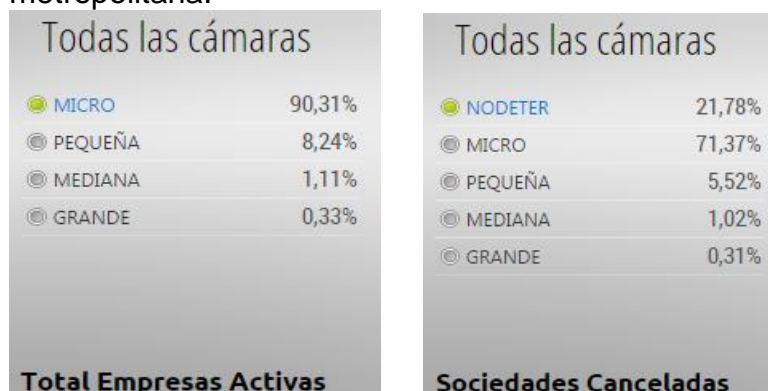 metropolitana.
Todas las cámaras
MICRO 90,31%
PEQUEÑA 8,24%
MEDIANA 1,11%
GRANDE 0,33%
Total Empresas Activas
Todas las cámaras
NODETER 21,78%
MICRO 71,37%
PEQUEÑA 5,52%
MEDIANA 1,02%
GRANDE 0,31%
Sociedades Canceladas